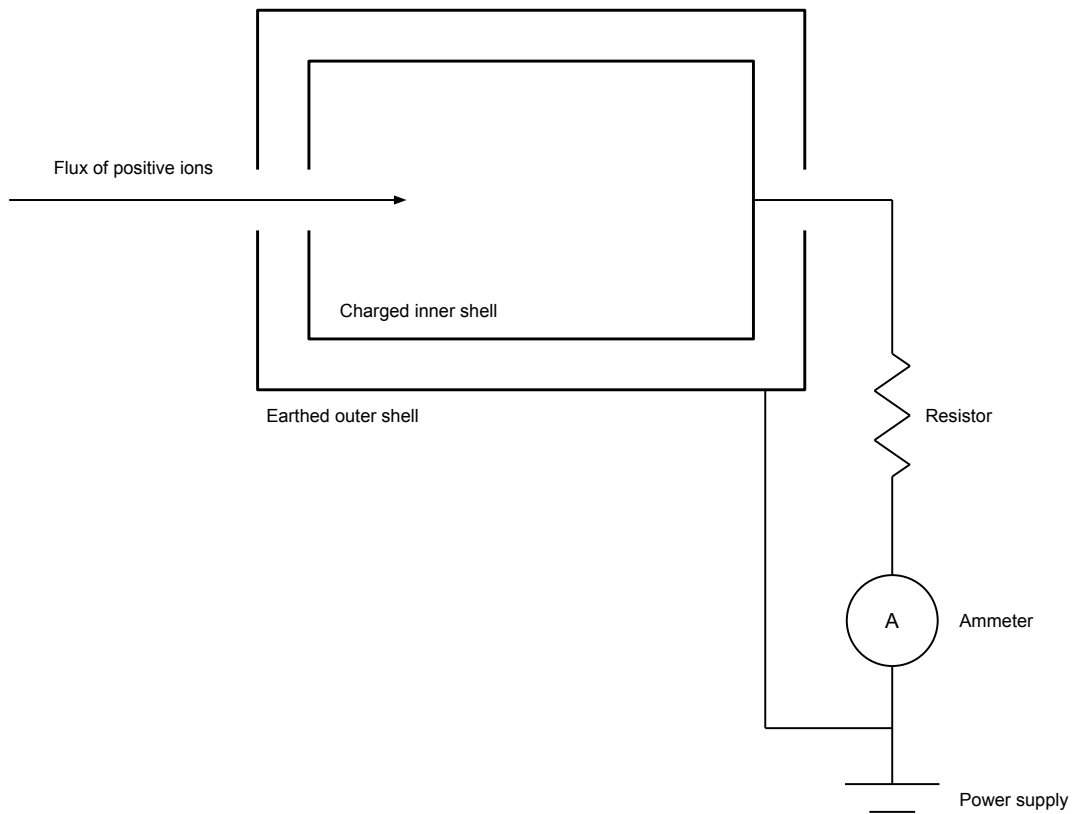 Flux of positive ions
Charged inner shell
Earthed outer shell
Resistor
A
Ammeter
Power supply